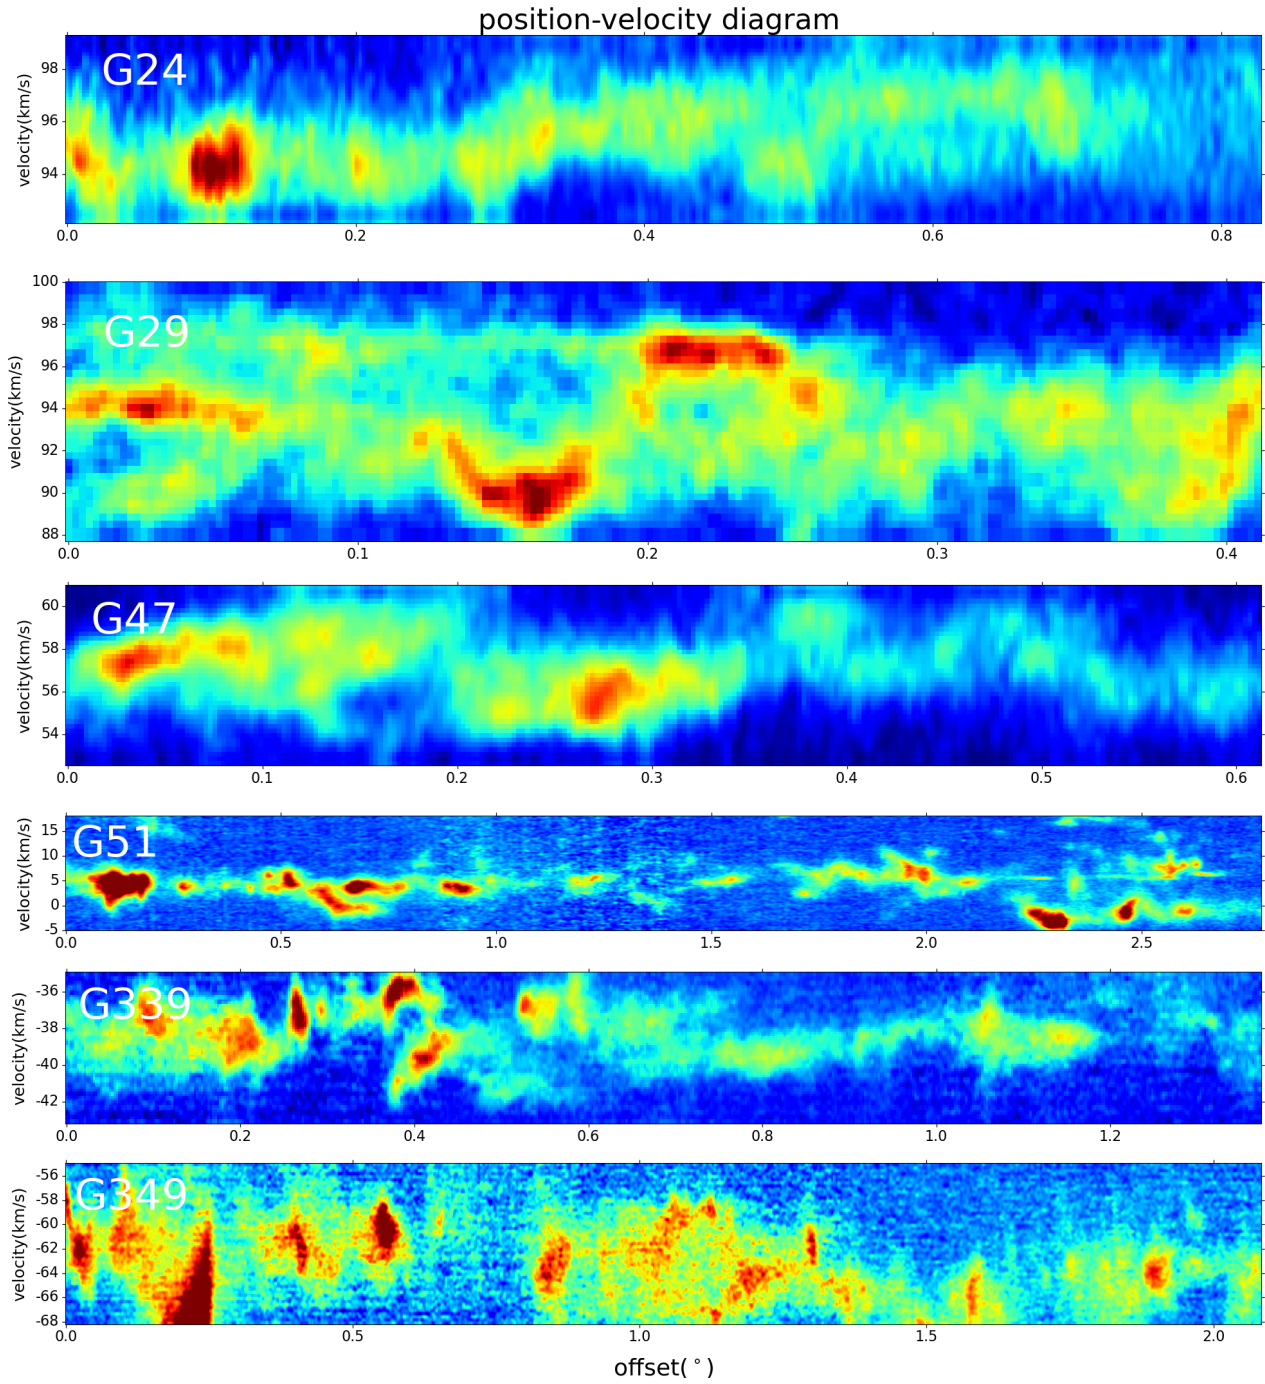 position-velocity diagram
G24
velocity(km/s)
98
96
94
0.0 0.2 0.4 0.6 0.8
G29
velocity(km/s)
100
98
96
94
92
90
88
0.0 0.1 0.2 0.3 0.4
G47
velocity(km/s)
60
58
56
54
0.0 0.1 0.2 0.3 0.4 0.5 0.6
G51
velocity(km/s)
15
10
5
0
-5
0.0 0.5 1.0 1.5 2.0 2.5
G339
velocity(km/s)
-36
-38
-40
-42
0.0 0.2 0.4 0.6 0.8 1.0 1.2
G349
velocity(km/s)
-56
-58
-60
-62
-64
-66
-68
0.0 0.5 1.0 1.5 2.0
offset(°)